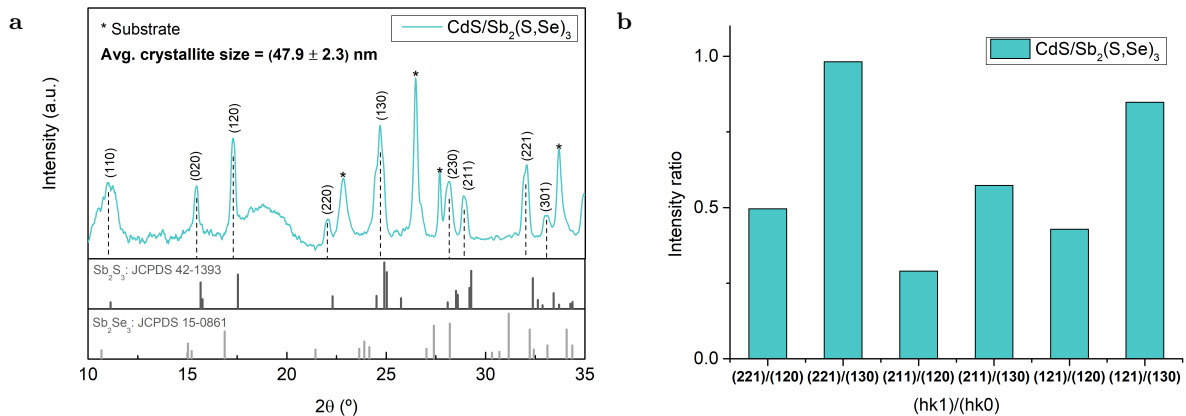 a
* Substrate
CdS/Sb2(S,Se)3
Avg. crystallite size = (47.9 ± 2.3) nm
Intensity (a.u.)
(110)
(020)
(120)
(220)
*
(130)
*
*
(230)
(211)
(221)
(301)
*
Sb2S3: JCPDS 42-1393
Sb2Se3: JCPDS 15-0861
10 15 20 25 30 35
2θ (º)
b
CdS/Sb2(S,Se)3
Intensity ratio
1.0
0.5
0.0
(221)/(120) (221)/(130) (211)/(120) (211)/(130) (121)/(120) (121)/(130)
(hk1)/(hk0)